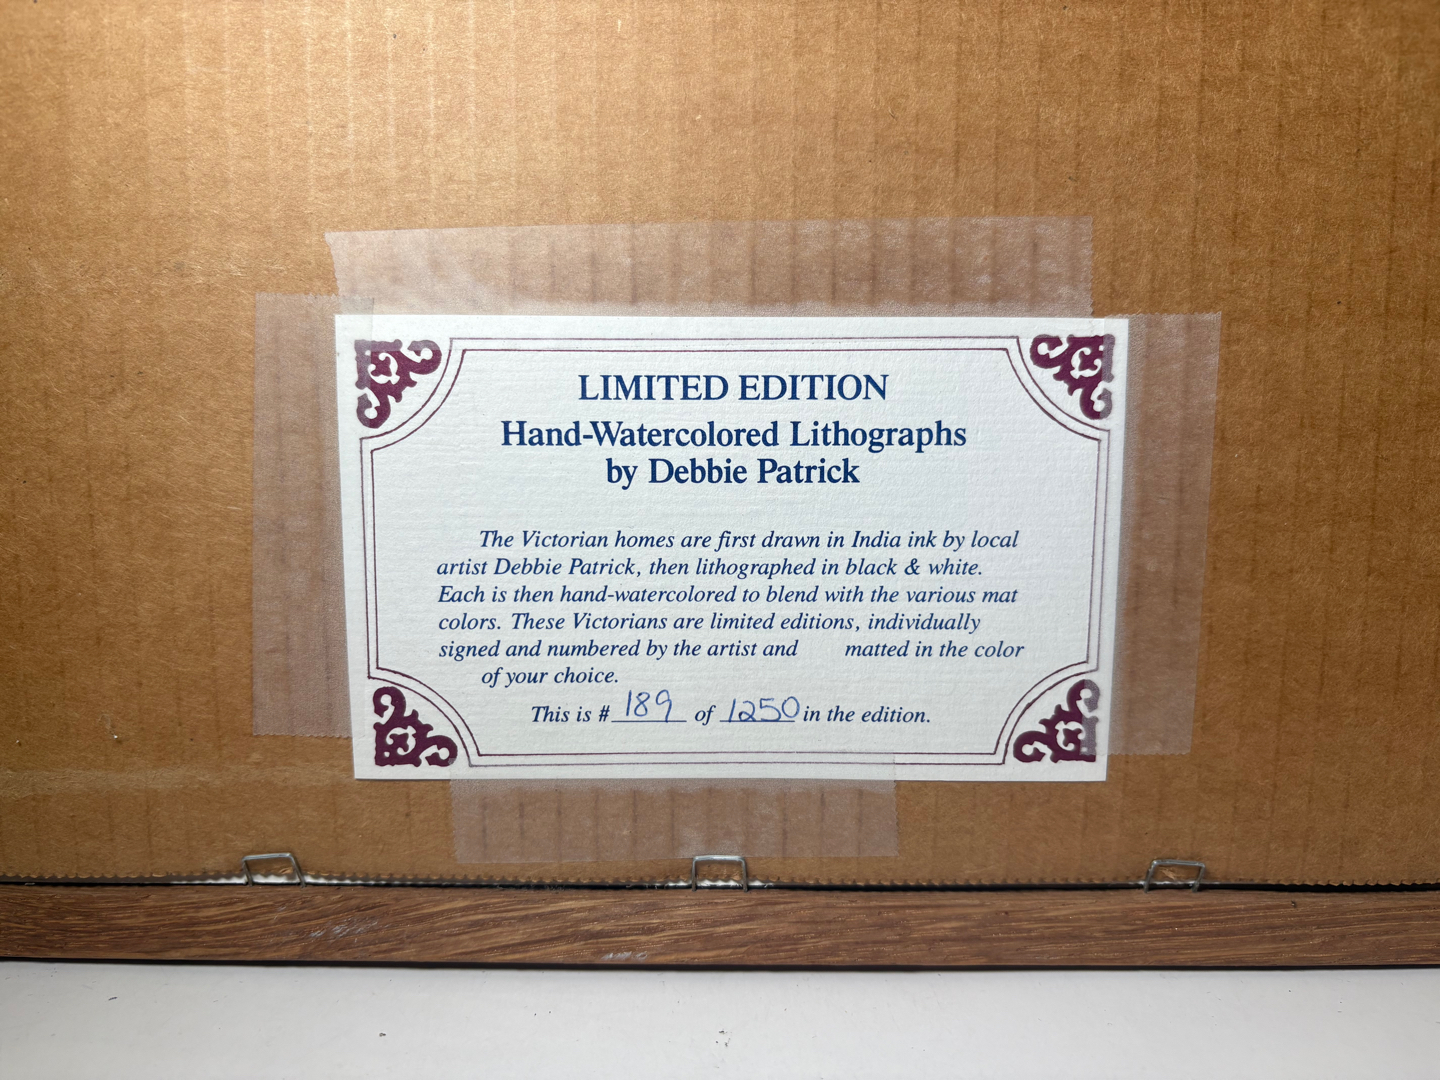 LIMITED EDITION
Hand-Watercolored Lithographs
by Debbie Patrick
The Victorian homes are first drawn in India ink by local
artist Debbie Patrick, then lithographed in black & white.
Each is then hand-watercolored to blend with the various mat
colors. These Victorians are limited editions, individually
signed and numbered by the artist and matted in the color
of your choice.
This is # 189 of 1250 in the edition.